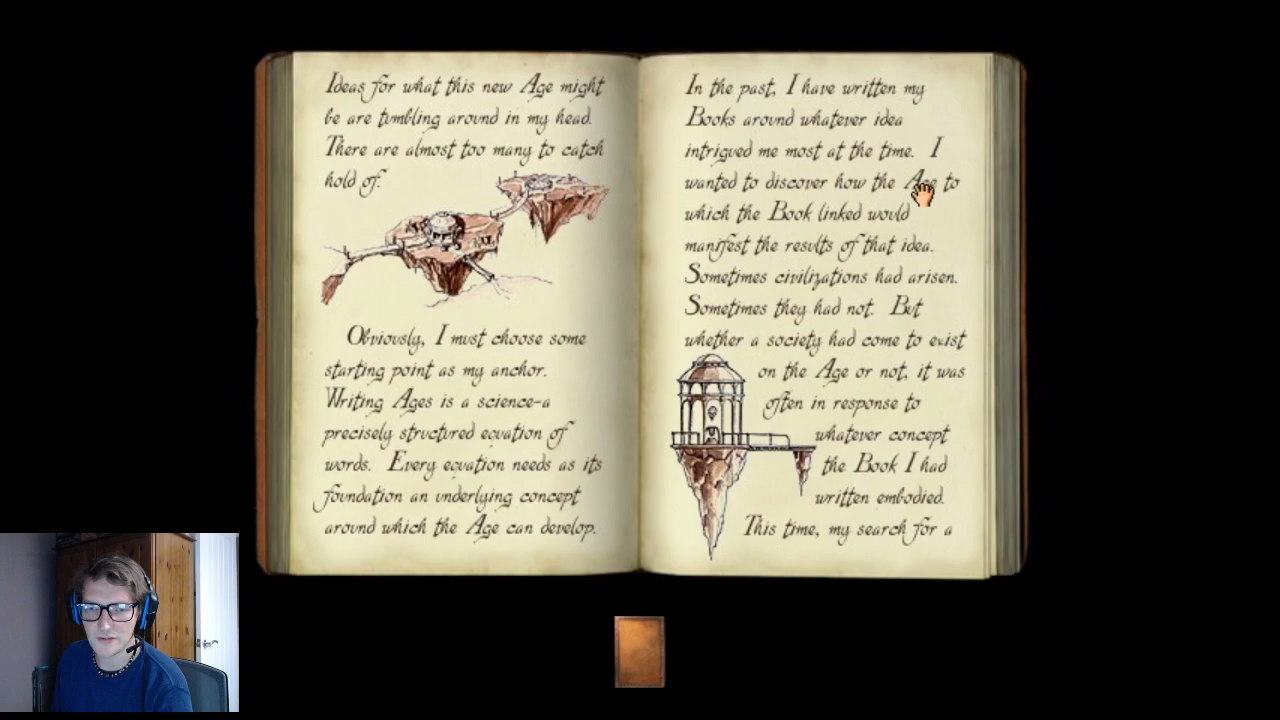 Ideas for what this new Age might
be are tumbling around in my head.
There are almost too many to catch
hold of.
Obviously, I must choose some
starting point as my anchor.
Writing Ages is a science-a
precisely structured equation of
words. Every equation needs as its
foundation an underlying concept
around which the Age can develop.
In the past, I have written my
Books around whatever idea
intrigued me most at the time. I
wanted to discover how the Age to
which the Book linked would
manifest the results of that idea.
Sometimes civilizations had arisen.
Sometimes they had not. But
whether a society had come to exist
on the Age or not, it was
often in response to
whatever concept
the Book I had
written embodied.
This time, my search for a